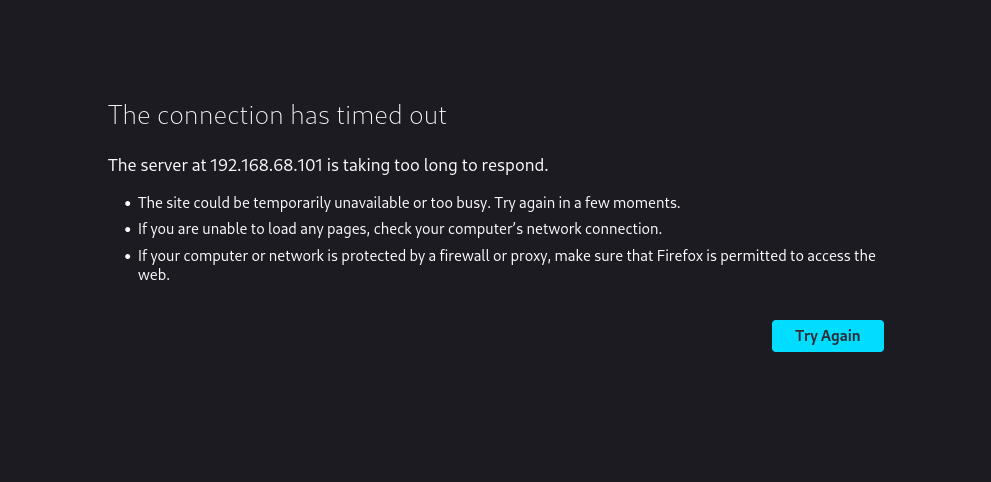 The connection has timed out
The server at 192.168.68.101 is taking too long to respond.
• The site could be temporarily unavailable or too busy. Try again in a few moments.
• If you are unable to load any pages, check your computer’s network connection.
• If your computer or network is protected by a firewall or proxy, make sure that Firefox is permitted to access the
web.
Try Again